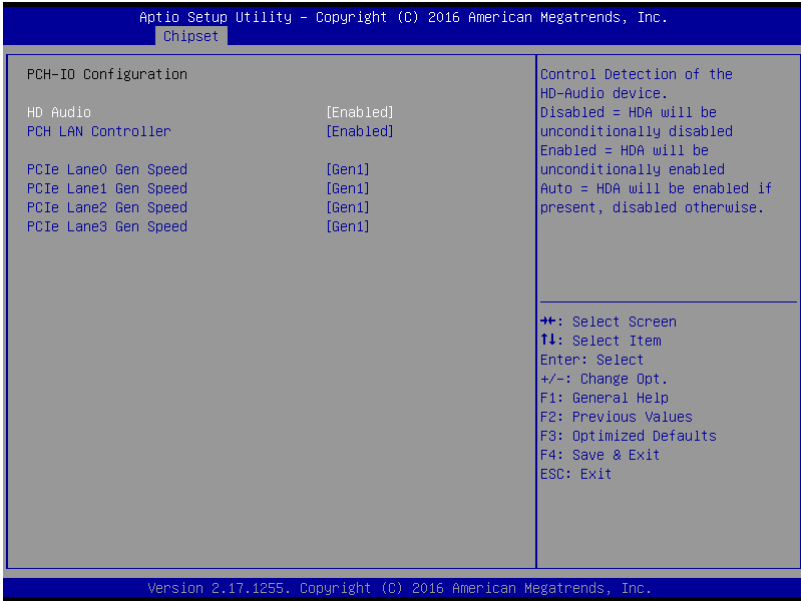 Aptio Setup Utility – Copyright (C) 2016 American Megatrends, Inc.
Chipset
PCH-IO Configuration
HD Audio [Enabled]
PCH LAN Controller [Enabled]
PCIe Lane0 Gen Speed [Gen1]
PCIe Lane1 Gen Speed [Gen1]
PCIe Lane2 Gen Speed [Gen1]
PCIe Lane3 Gen Speed [Gen1]
Control Detection of the
HD-Audio device.
Disabled = HDA will be
unconditionally disabled
Enabled = HDA will be
unconditionally enabled
Auto = HDA will be enabled if
present, disabled otherwise.
→←: Select Screen
↑↓: Select Item
Enter: Select
+/-: Change Opt.
F1: General Help
F2: Previous Values
F3: Optimized Defaults
F4: Save & Exit
ESC: Exit
Version 2.17.1255. Copyright (C) 2016 American Megatrends, Inc.